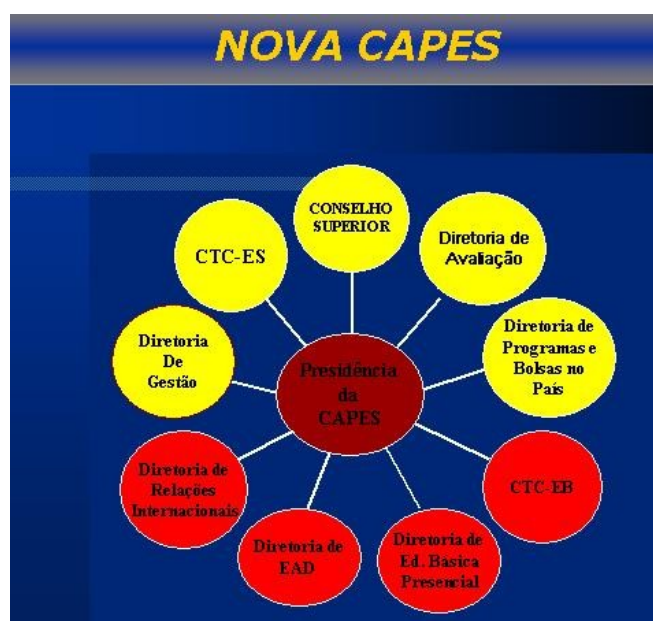 NOVA CAPES
CONSELHO
SUPERIOR
CTC-ES
Diretoria de
Avaliação
Diretoria
De
Gestão
Presidência
da
CAPES
Diretoria de
Programas e
Bolsas no
País
Diretoria de
Relações
Internacionais
CTC-EB
Diretoria de
EAD
Diretoria de
Ed. Basica
Presencial